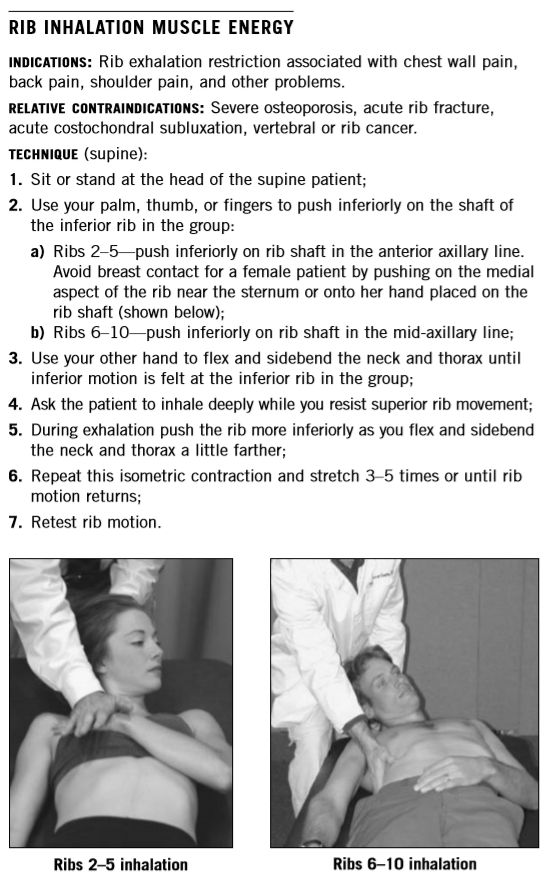 RIB INHALATION MUSCLE ENERGY
INDICATIONS: Rib exhalation restriction associated with chest wall pain,
back pain, shoulder pain, and other problems.
RELATIVE CONTRAINDICATIONS: Severe osteoporosis, acute rib fracture,
acute costochondral subluxation, vertebral or rib cancer.
TECHNIQUE (supine):
1. Sit or stand at the head of the supine patient;
2. Use your palm, thumb, or fingers to push inferiorly on the shaft of
the inferior rib in the group:
a) Ribs 2–5—push inferiorly on rib shaft in the anterior axillary line.
Avoid breast contact for a female patient by pushing on the medial
aspect of the rib near the sternum or onto her hand placed on the
rib shaft (shown below);
b) Ribs 6–10—push inferiorly on rib shaft in the mid-axillary line;
3. Use your other hand to flex and sidebend the neck and thorax until
inferior motion is felt at the inferior rib in the group;
4. Ask the patient to inhale deeply while you resist superior rib movement;
5. During exhalation push the rib more inferiorly as you flex and sidebend
the neck and thorax a little farther;
6. Repeat this isometric contraction and stretch 3–5 times or until rib
motion returns;
7. Retest rib motion.
Ribs 2–5 inhalation
Ribs 6–10 inhalation